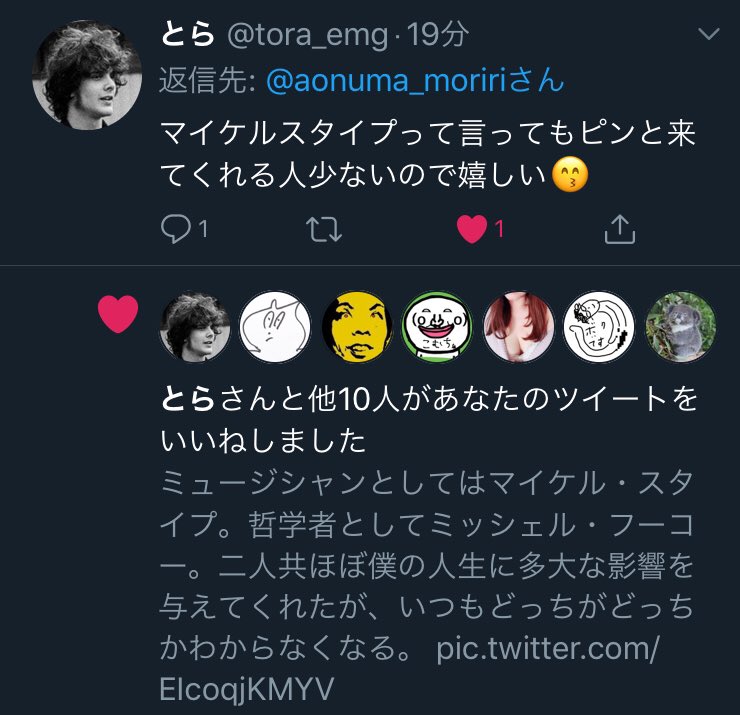 とら @tora_emg·19分
返信先: @aonuma_moririさん
マイケルスタイプって言ってもピンと来
てくれる人少ないので嬉しい😙
1 1
こむち
とらさんと他10人があなたのツイートを
いいねしました
ミュージシャンとしてはマイケル・スタ
イプ。哲学者としてミッシェル・フーコ
ー。二人共ほぼ僕の人生に多大な影響を
与えてくれたが、いつもどっちがどっち
かわからなくなる。 pic.twitter.com/
ElcoqjKMYV